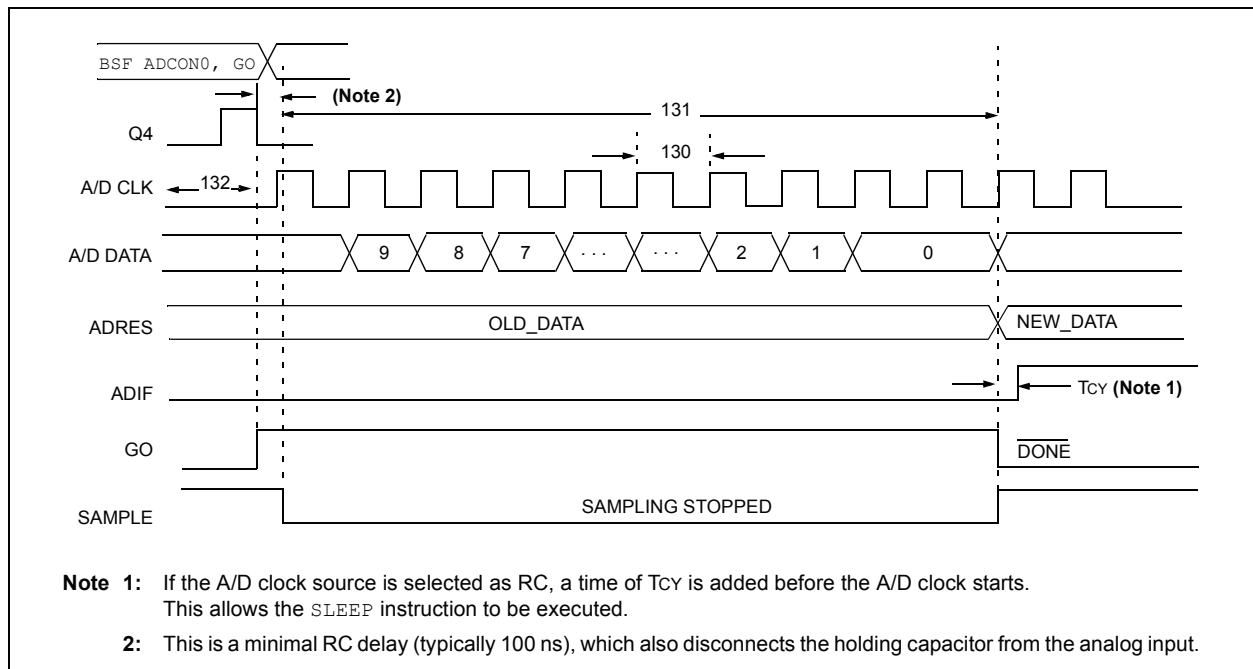 BSF ADCON0, GO
(Note 2)
131
Q4
130
A/D CLK
132
A/D DATA
9 8 7 . . . . . . 2 1 0
ADRES
OLD_DATA
NEW_DATA
ADIF
TCY (Note 1)
GO
DONE
SAMPLE
SAMPLING STOPPED
Note 1: If the A/D clock source is selected as RC, a time of TCY is added before the A/D clock starts.
This allows the SLEEP instruction to be executed.
2: This is a minimal RC delay (typically 100 ns), which also disconnects the holding capacitor from the analog input.